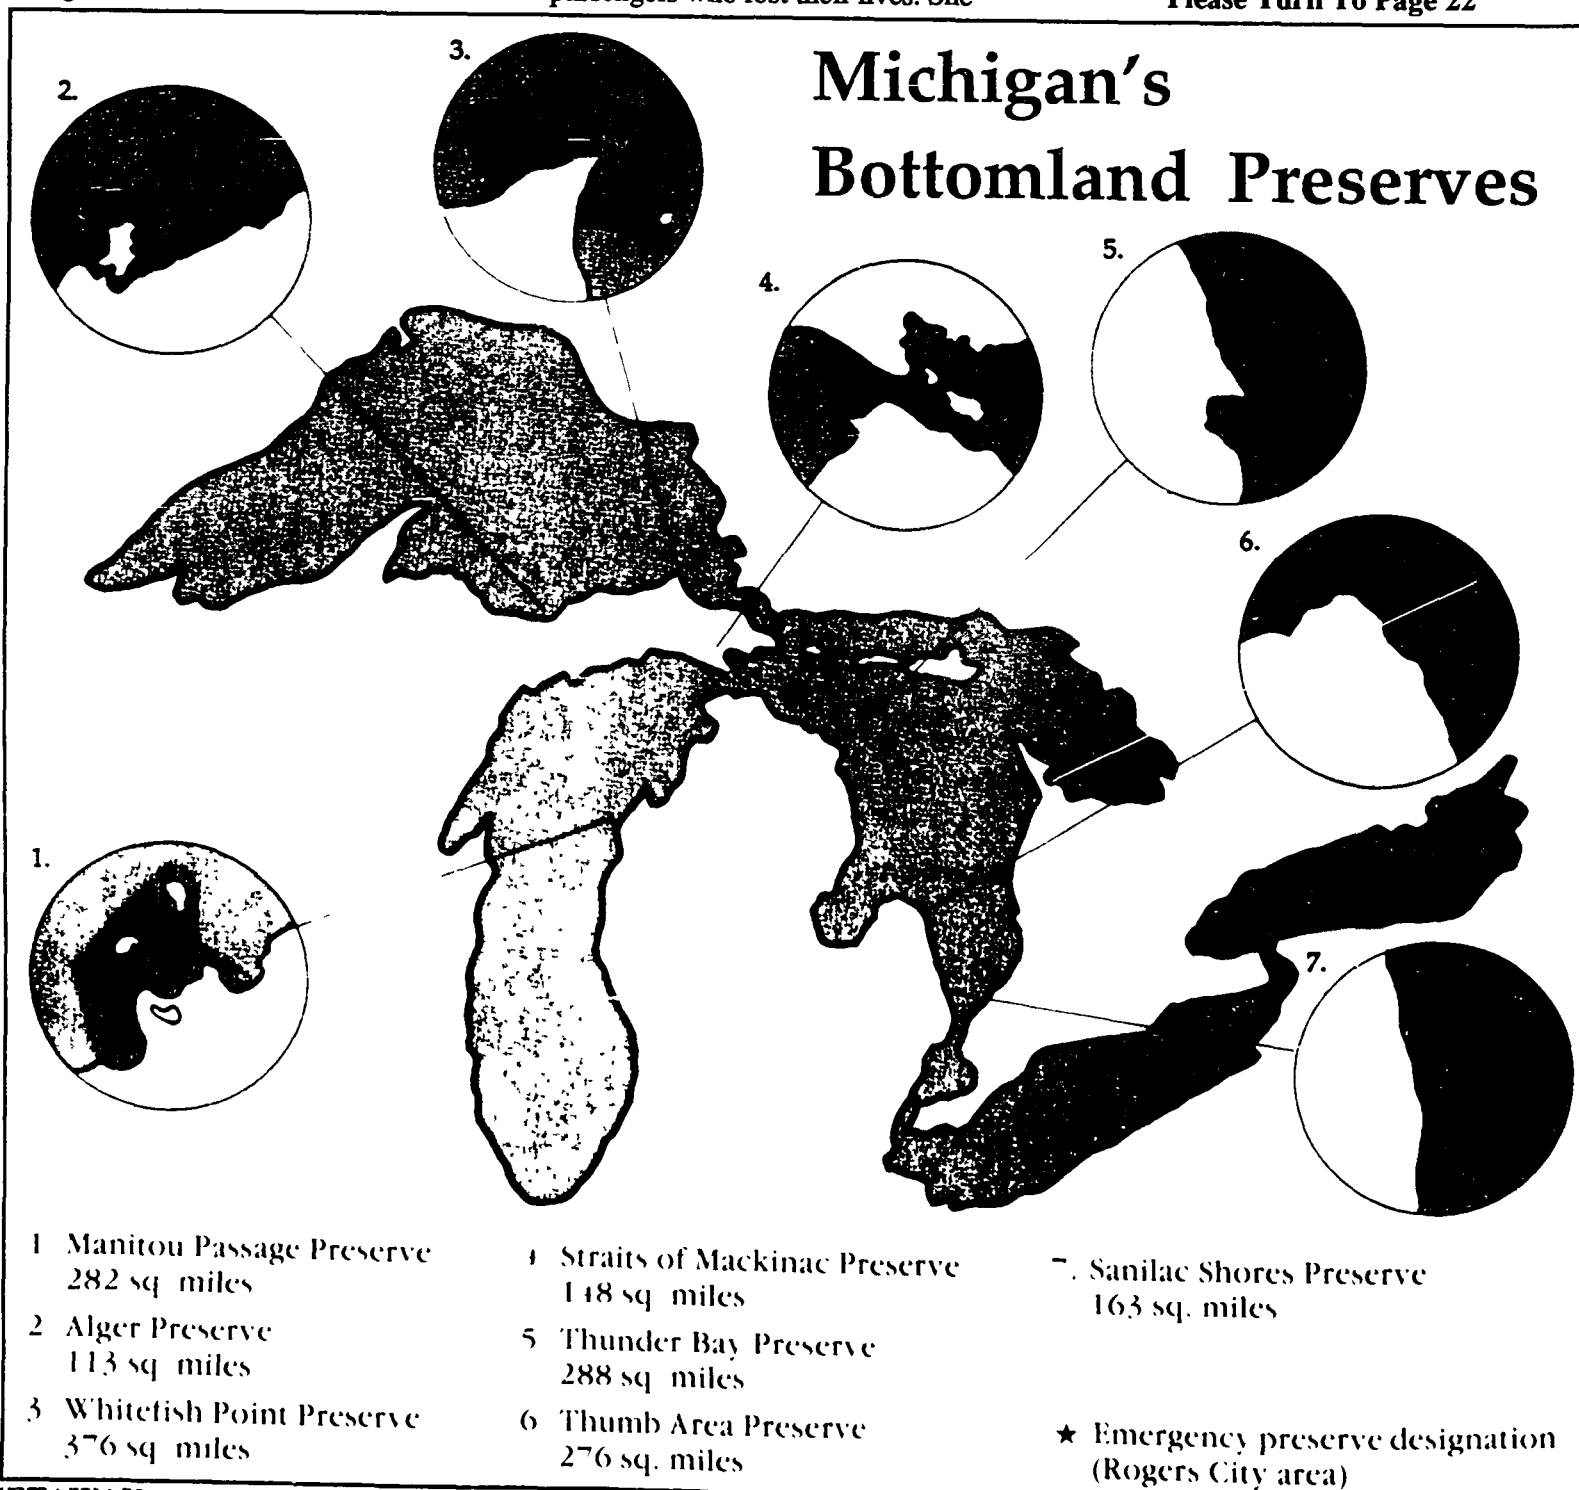 Please Turn To Page 22
Michigan's
Bottomland Preserves
2.
3.
4.
5.
6.
1.
7.
1 Manitou Passage Preserve
282 sq miles
2 Alger Preserve
113 sq miles
3 Whitefish Point Preserve
376 sq miles
4 Straits of Mackinac Preserve
148 sq miles
5 Thunder Bay Preserve
288 sq miles
6 Thumb Area Preserve
276 sq. miles
7. Sanilac Shores Preserve
163 sq. miles
★ Emergency preserve designation
(Rogers City area)